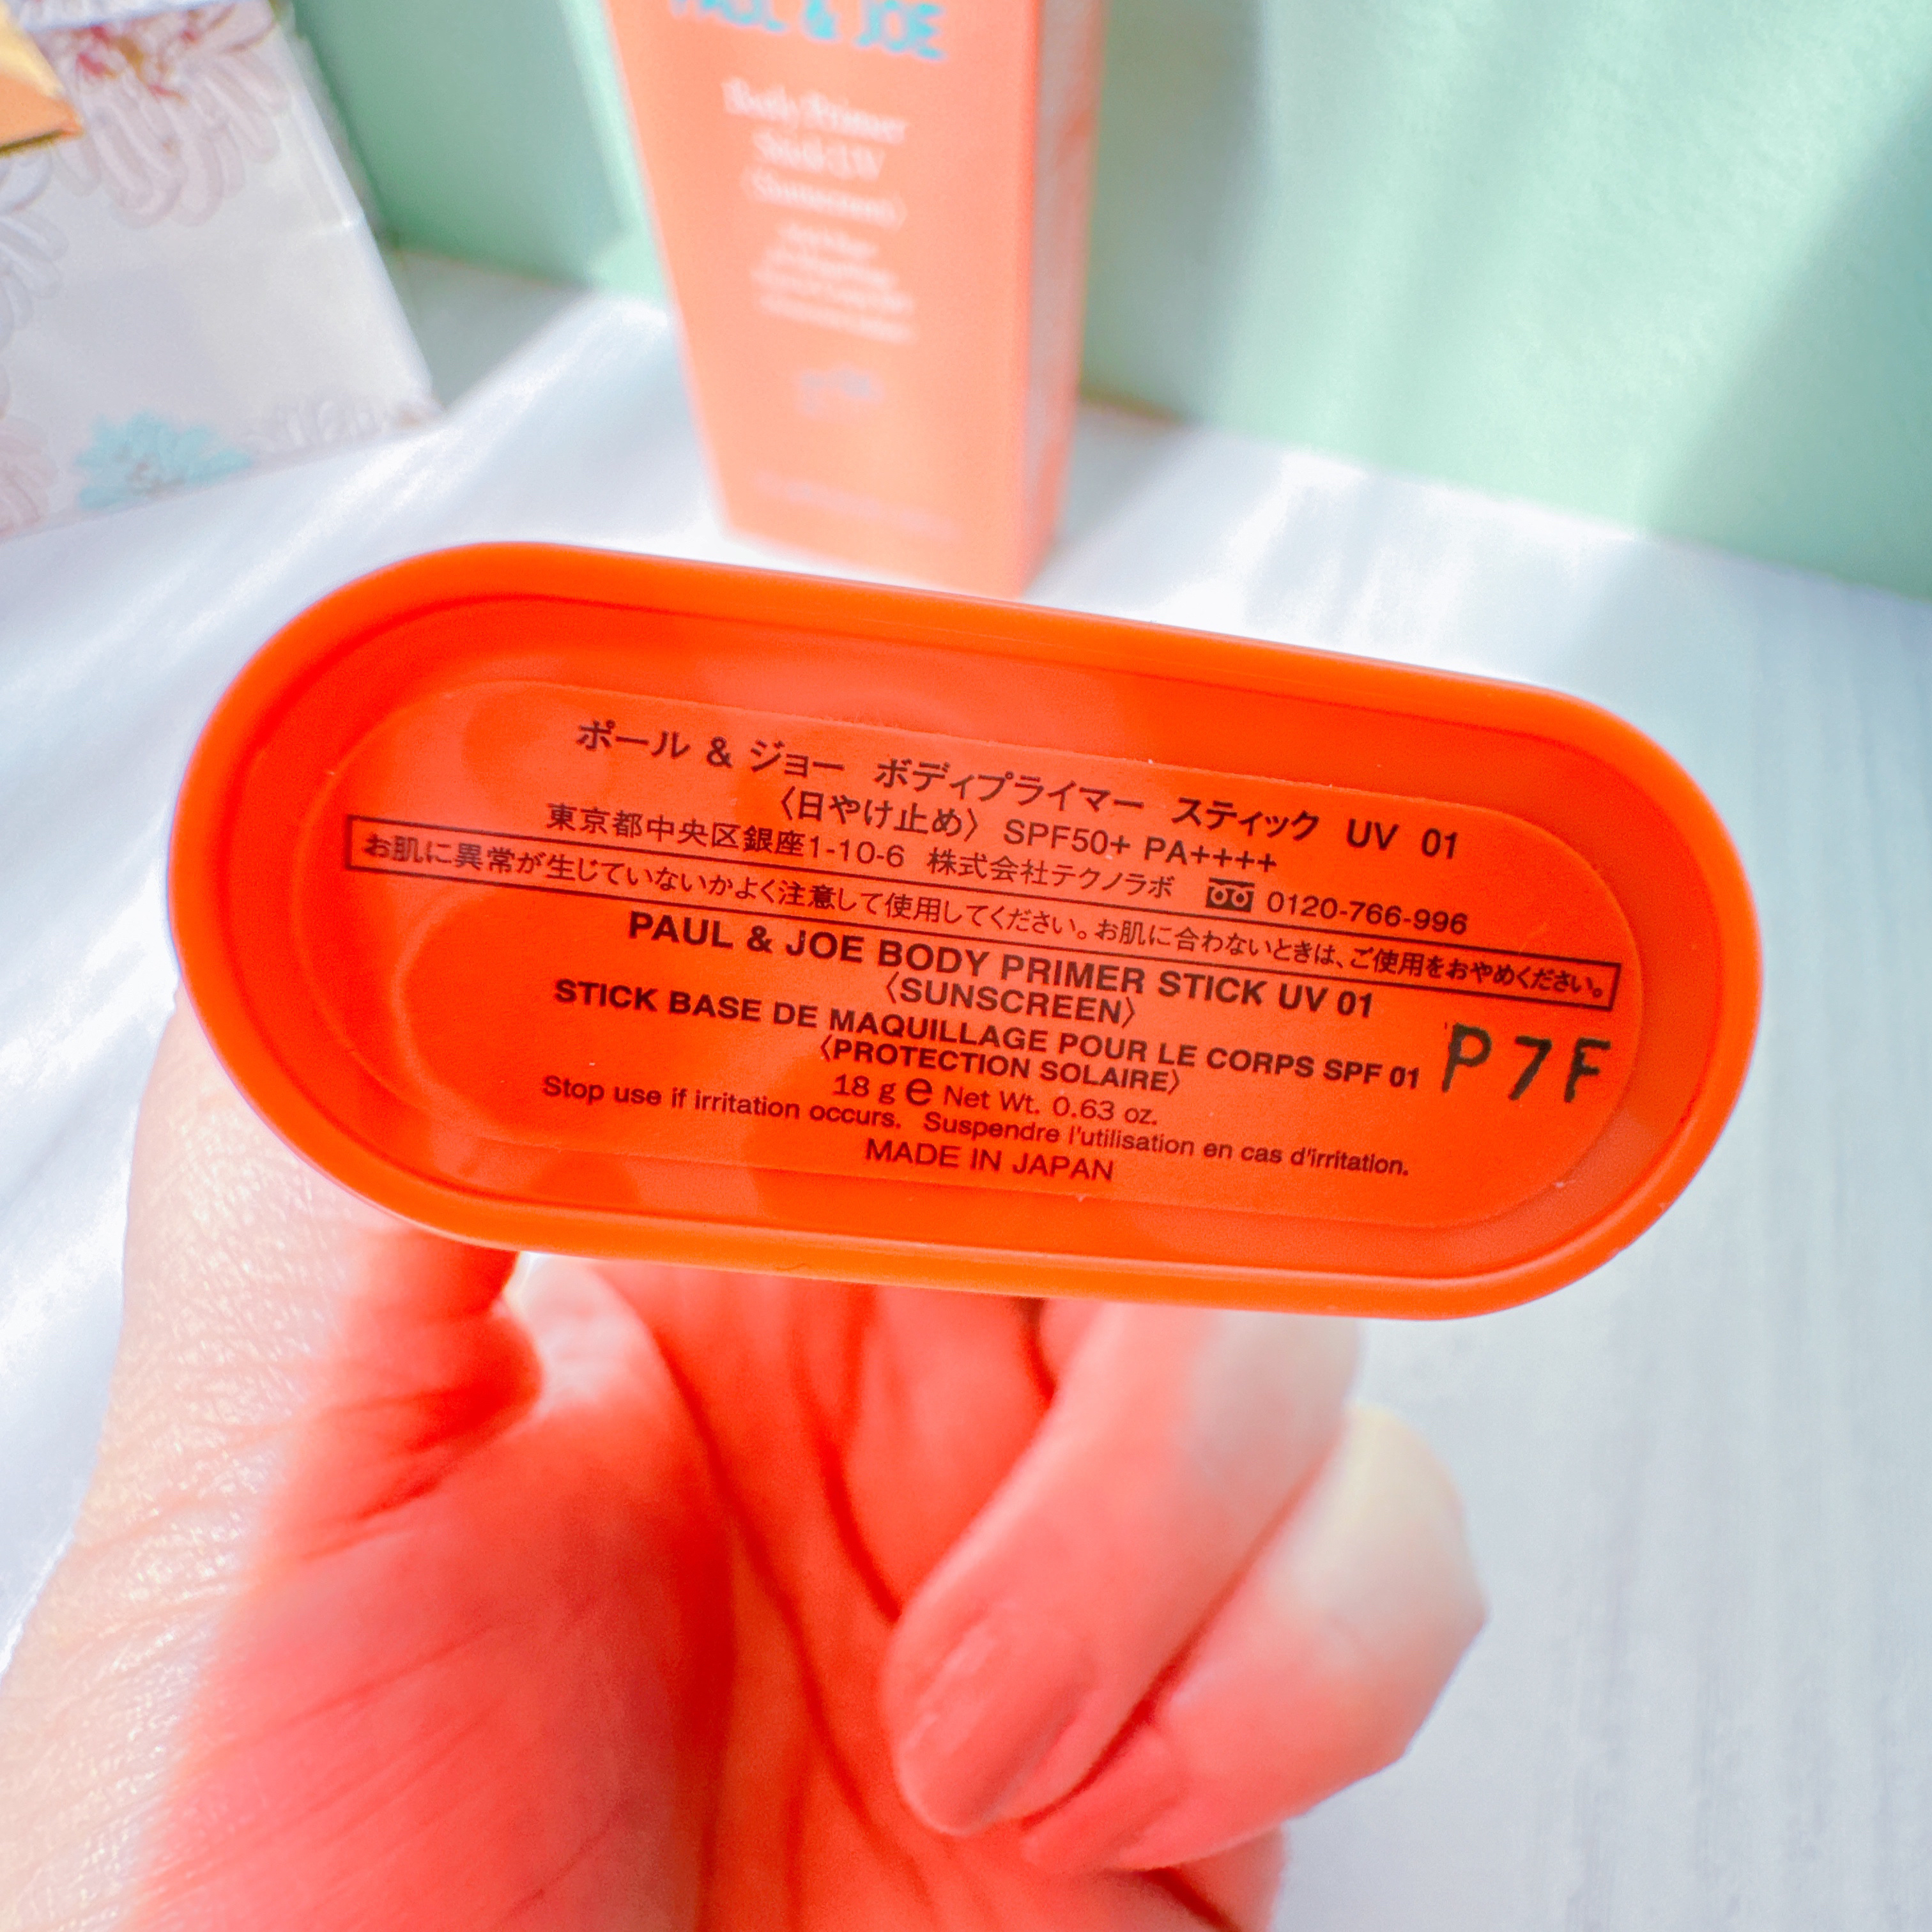 PAUL & JOE
Body Primer
Stick UV
(Sunscreen)
ポール & ジョー ボディプライマー スティック UV 01
〈日やけ止め〉 SPF50+ PA++++
東京都中央区銀座1-10-6 株式会社テクノラボ 0120-766-996
お肌に異常が生じていないかよく注意して使用してください。お肌に合わないときは、ご使用をおやめください。
PAUL & JOE BODY PRIMER STICK UV 01
〈SUNSCREEN〉
STICK BASE DE MAQUILLAGE POUR LE CORPS SPF 01
〈PROTECTION SOLAIRE〉
P7F
18 g e Net Wt. 0.63 oz.
Stop use if irritation occurs. Suspendre l'utilisation en cas d'irritation.
MADE IN JAPAN